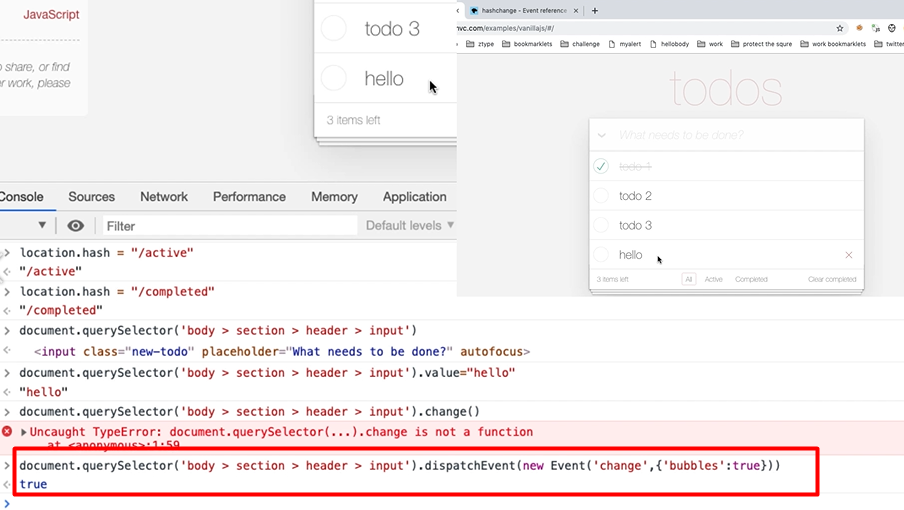 JavaScript
o share, or find
r work, please
todo 3
hello
3 items left
hashchange - Event reference
mvc.com/examples/vanillajs/#/
ztype
bookmarklets
challenge
myalert
hellobody
work
protect the squre
work bookmarklets
twitter
todos
What needs to be done?
todo 1
todo 2
todo 3
hello
3 items left
All
Active
Completed
Clear completed
Console
Sources
Network
Performance
Memory
Application
Filter
Default levels ▼
location.hash = "/active"
"/active"
location.hash = "/completed"
"/completed"
document.querySelector('body > section > header > input')
<input class="new-todo" placeholder="What needs to be done?" autofocus>
document.querySelector('body > section > header > input').value="hello"
"hello"
document.querySelector('body > section > header > input').change()
Uncaught TypeError: document.querySelector(...).change is not a function
at <anonymous>:1:59
document.querySelector('body > section > header > input').dispatchEvent(new Event('change',{'bubbles':true}))
true